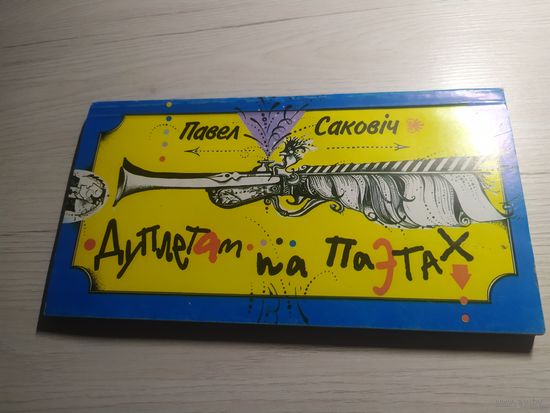 Павел Саковіч
Дуплетам па паэтах